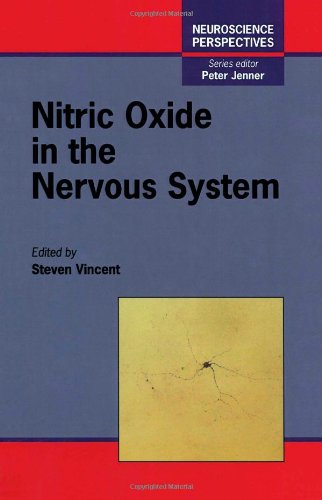 NEUROSCIENCE
PERSPECTIVES
Series editor
Peter Jenner
Nitric Oxide
in the
Nervous System
Edited by
Steven Vincent